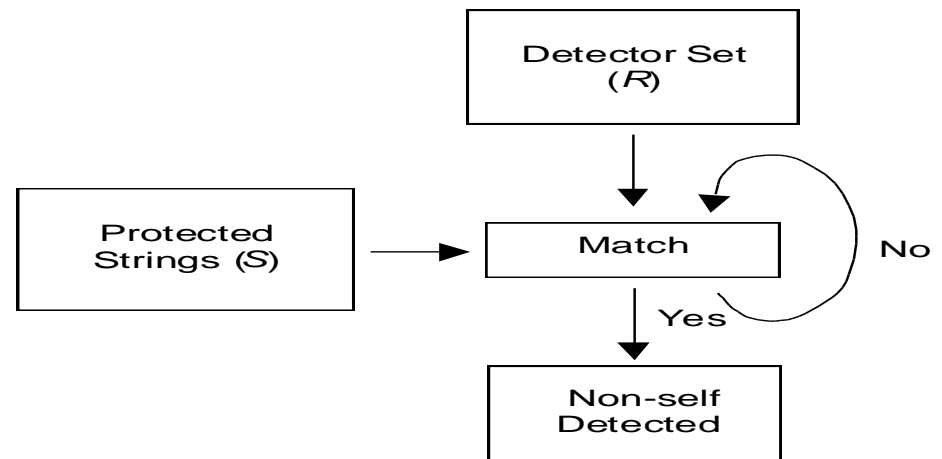 Detector Set
(R)
Protected
Strings (S)
Match
No
Yes
Non-self
Detected